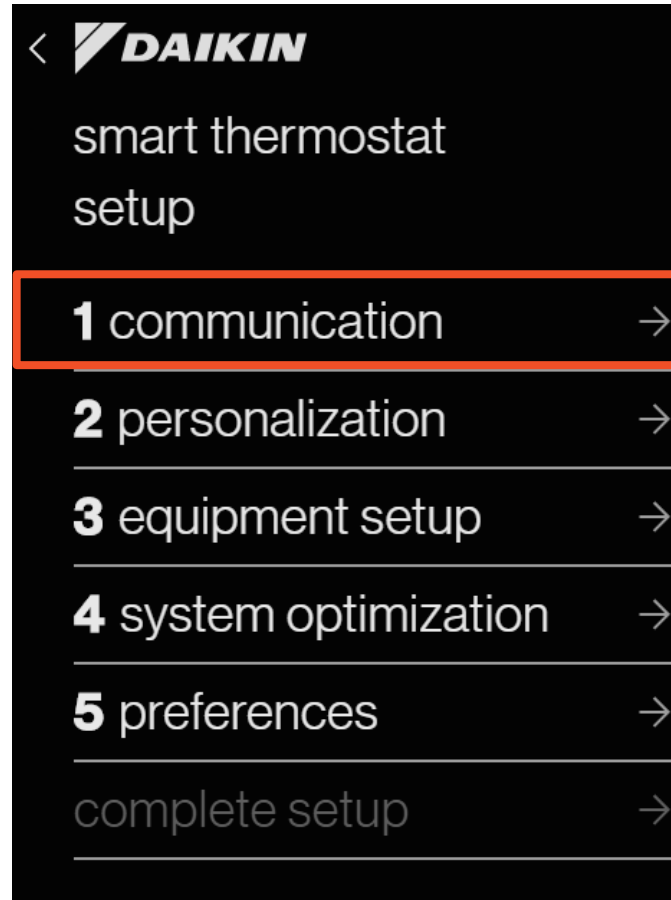 DAIKIN
smart thermostat
setup
1 communication
2 personalization
3 equipment setup
4 system optimization
5 preferences
complete setup